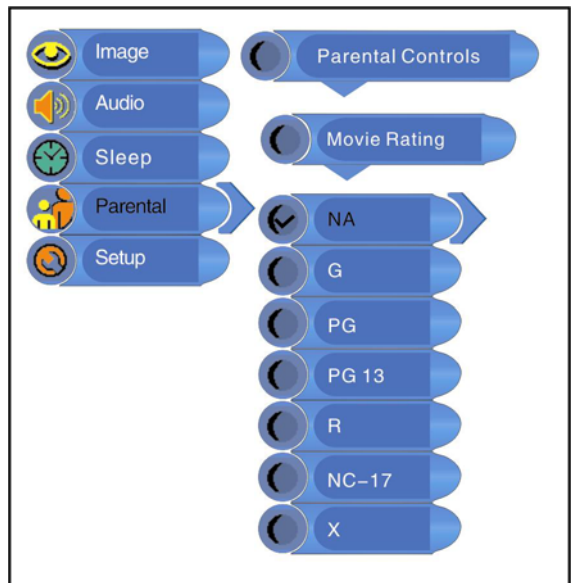 Image
Audio
Sleep
Parental
Setup
Parental Controls
Movie Rating
NA
G
PG
PG 13
R
NC–17
X